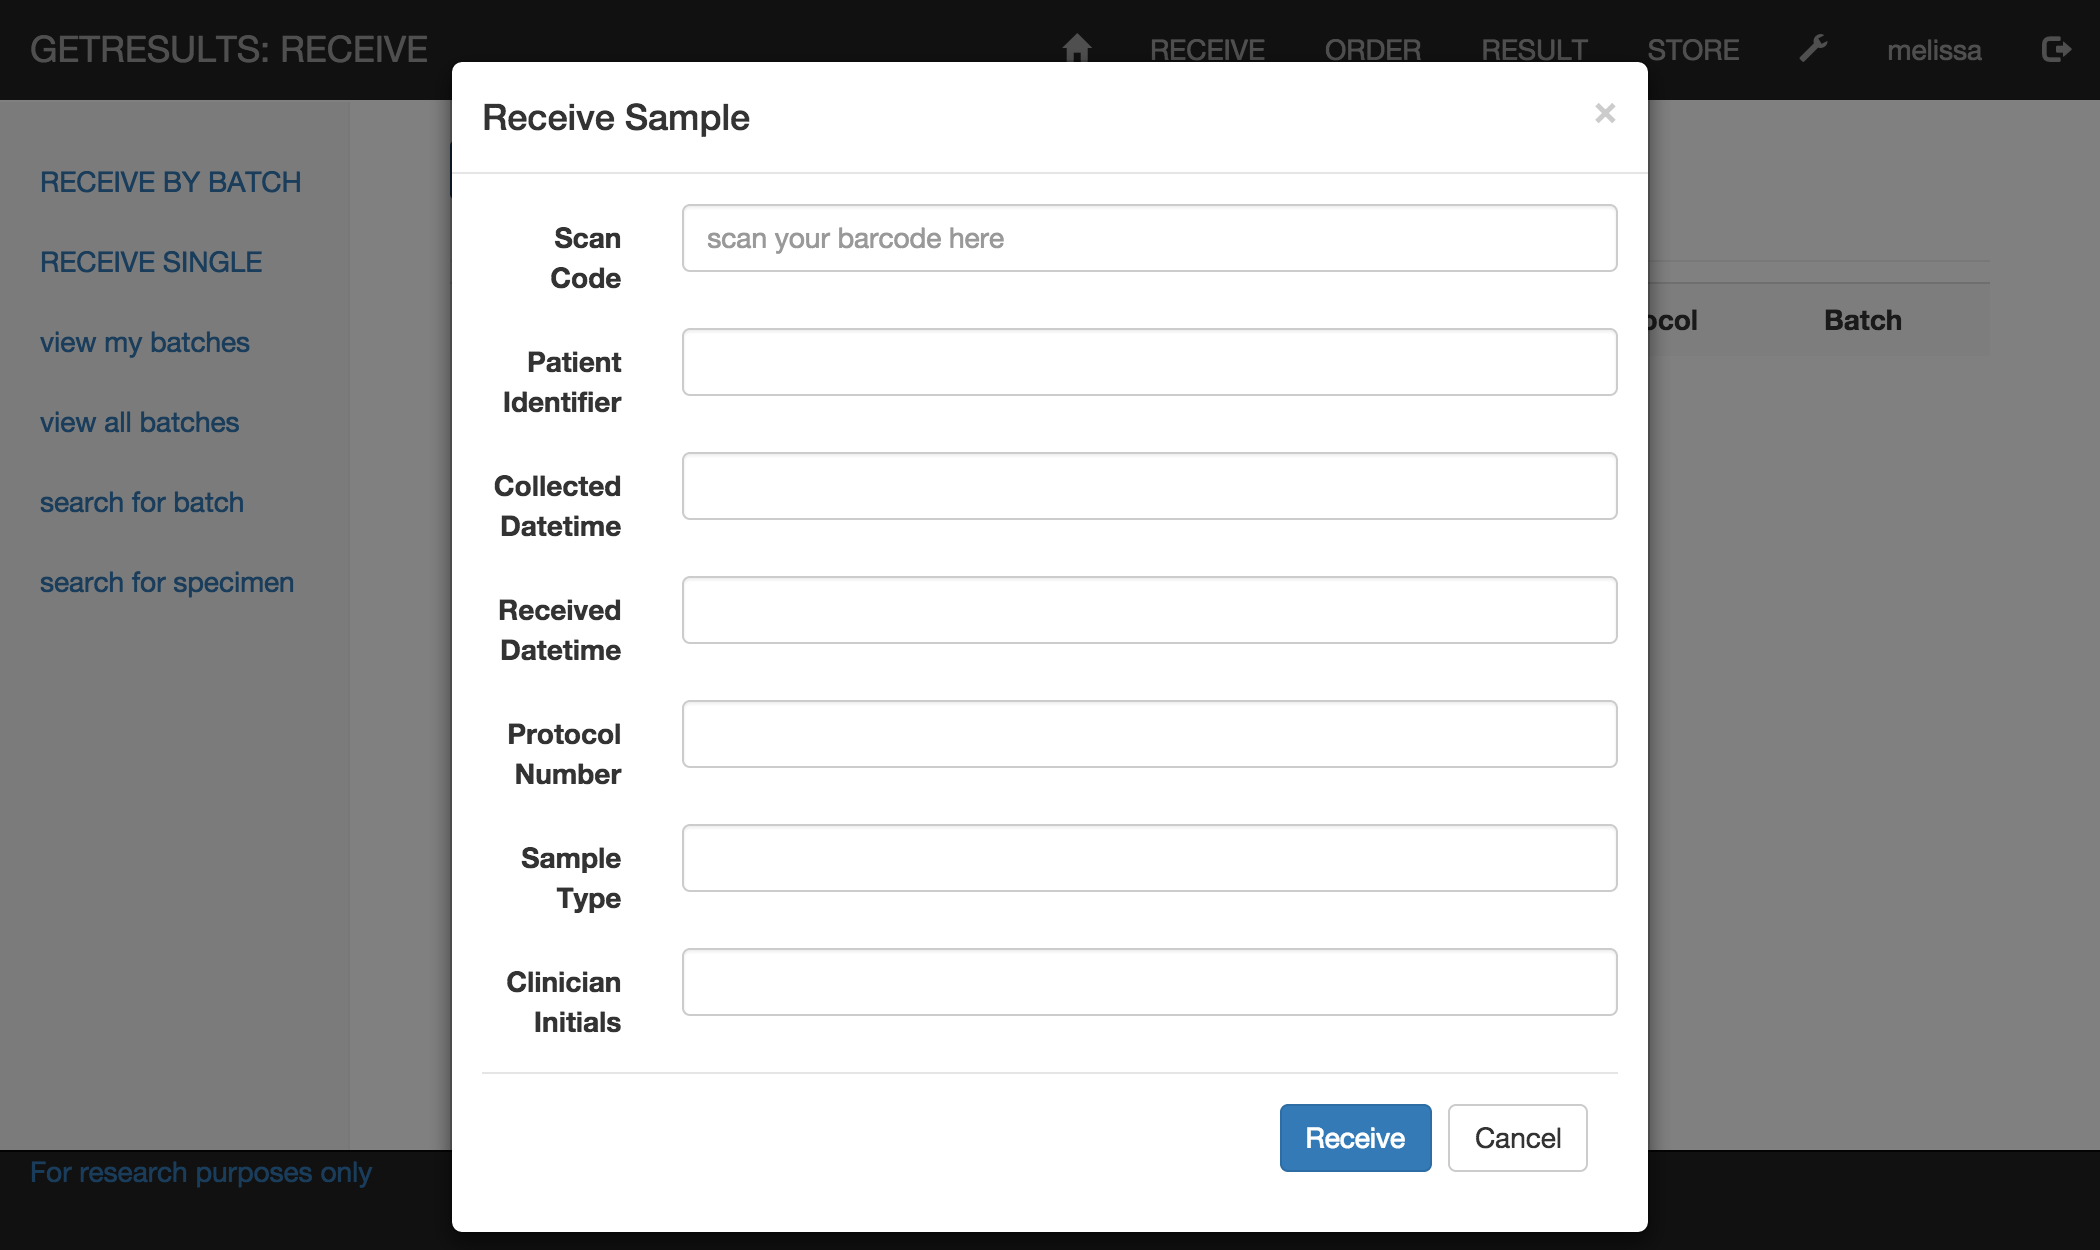 GETRESULTS: RECEIVE
RECEIVE ORDER RESULT STORE melissa
Receive Sample
×
RECEIVE BY BATCH
RECEIVE SINGLE
view my batches
view all batches
search for batch
search for specimen
Scan
Code
scan your barcode here
Patient
Identifier
Collected
Datetime
Received
Datetime
Protocol
Number
Sample
Type
Clinician
Initials
ocol Batch
Receive Cancel
For research purposes only